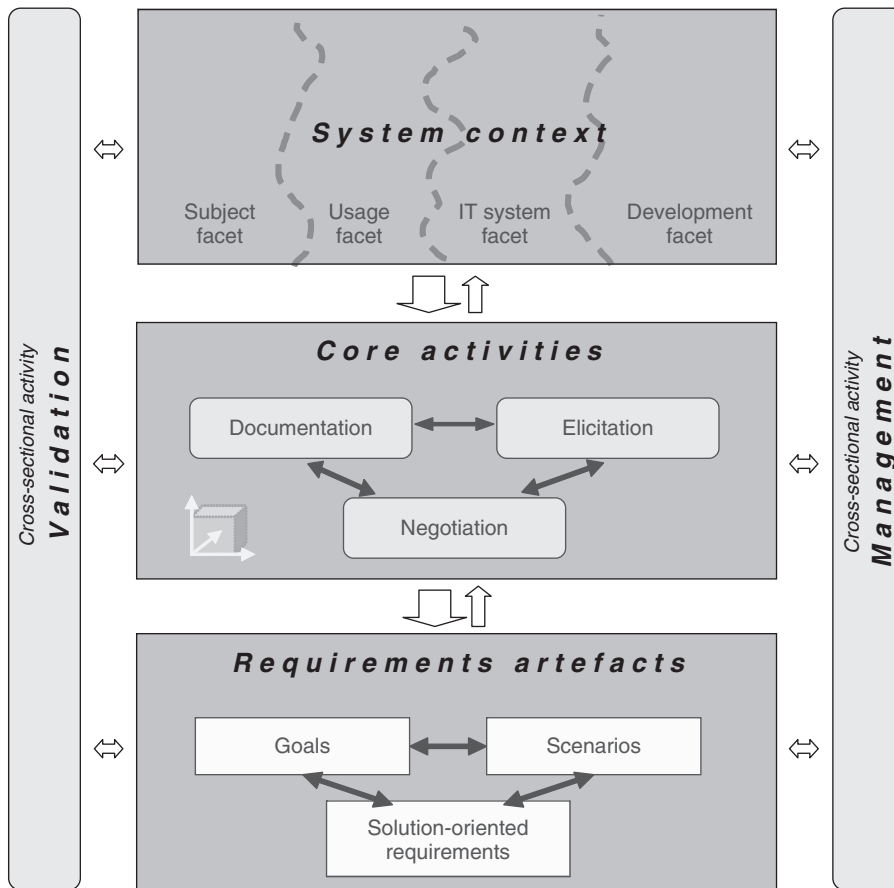 System context
Subject
facet
Usage
facet
IT system
facet
Development
facet
Cross-sectional activity
Validation
Core activities
Documentation
Elicitation
Negotiation
Cross-sectional activity
Management
Requirements artefacts
Goals
Scenarios
Solution-oriented
requirements